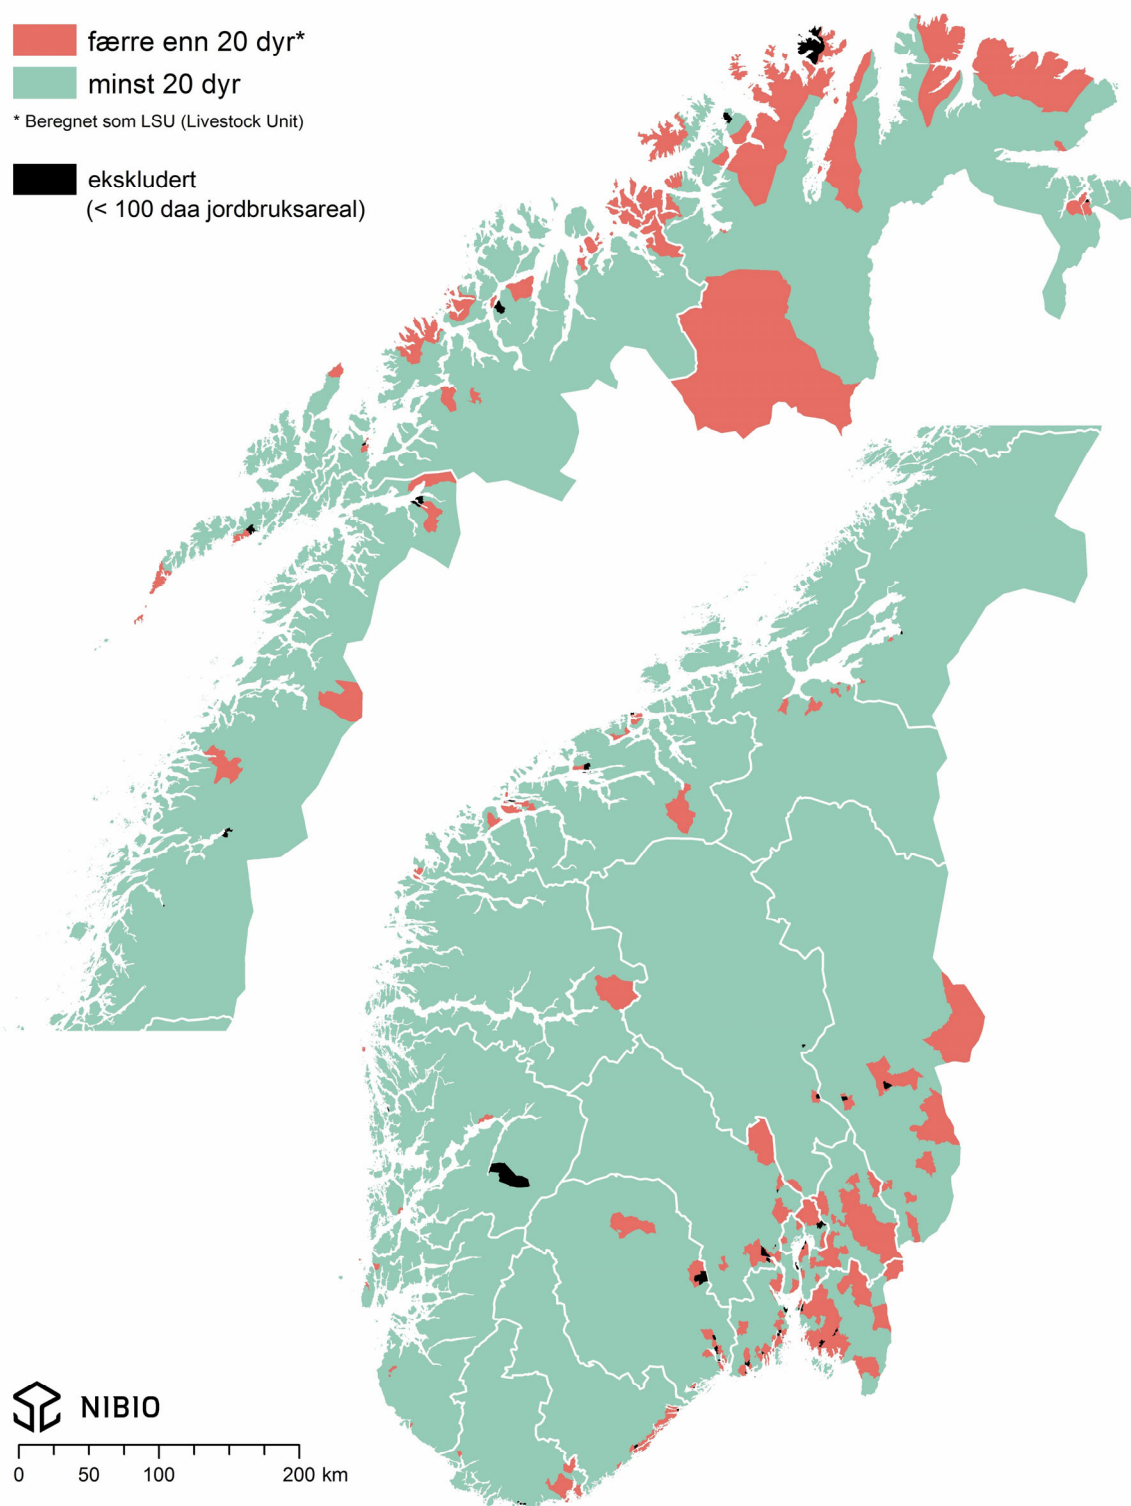 færre enn 20 dyr*
minst 20 dyr
* Beregnet som LSU (Livestock Unit)
ekskludert
(< 100 daa jordbruksareal)
NIBIO
0 50 100 200 km